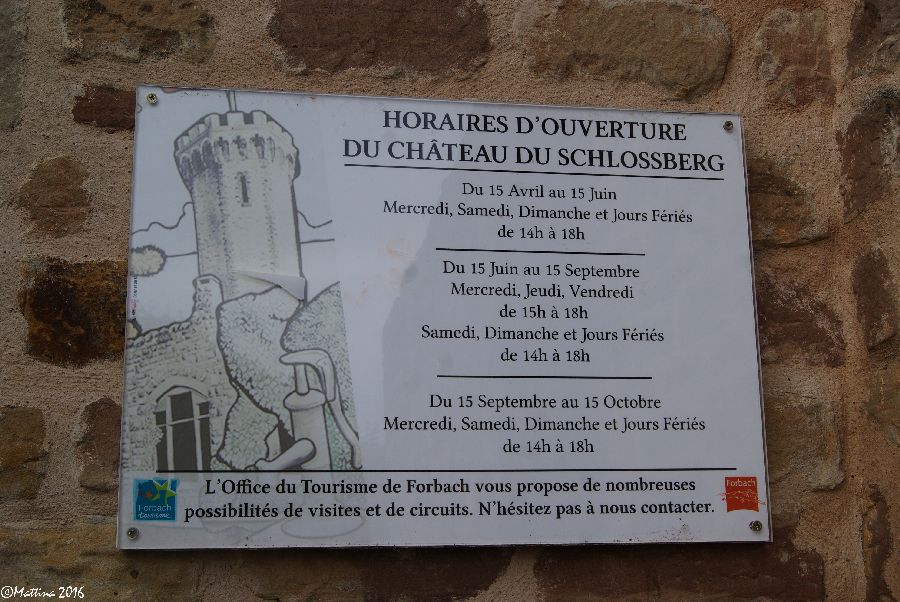 HORAIRES D'OUVERTURE
DU CHÂTEAU DU SCHLOSSBERG
Du 15 Avril au 15 Juin
Mercredi, Samedi, Dimanche et Jours Fériés
de 14h à 18h
Du 15 Juin au 15 Septembre
Mercredi, Jeudi, Vendredi
de 15h à 18h
Samedi, Dimanche et Jours Fériés
de 14h à 18h
Du 15 Septembre au 15 Octobre
Mercredi, Samedi, Dimanche et Jours Fériés
de 14h à 18h
L'Office du Tourisme de Forbach vous propose de nombreuses
possibilités de visites et de circuits. N'hésitez pas à nous contacter.
Forbach
tourisme
Forbach
©Mattina 2016